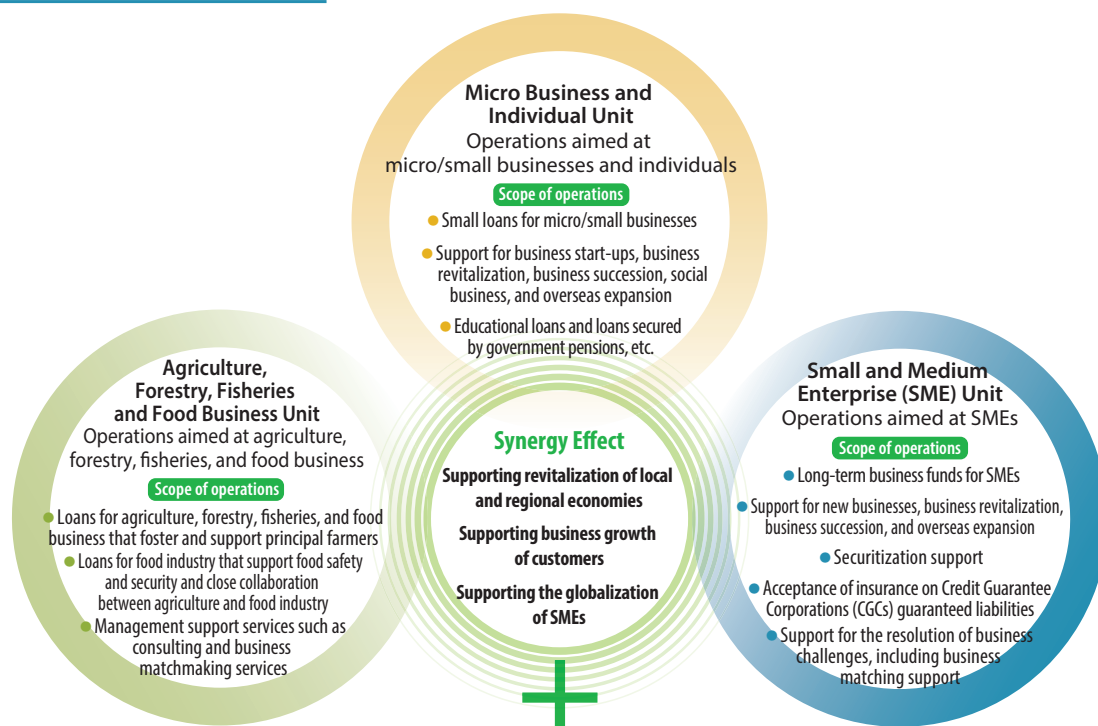 Micro Business and
Individual Unit
Operations aimed at
micro/small businesses and individuals
Scope of operations
● Small loans for micro/small businesses
● Support for business start-ups, business
revitalization, business succession, social
business, and overseas expansion
● Educational loans and loans secured
by government pensions, etc.
Agriculture,
Forestry, Fisheries
and Food Business Unit
Operations aimed at agriculture,
forestry, fisheries, and food business
Scope of operations
● Loans for agriculture, forestry, fisheries, and food
business that foster and support principal farmers
● Loans for food industry that support food safety
and security and close collaboration
between agriculture and food industry
● Management support services such as
consulting and business
matchmaking services
Synergy Effect
Supporting revitalization of local
and regional economies
Supporting business growth
of customers
Supporting the globalization
of SMEs
Small and Medium
Enterprise (SME) Unit
Operations aimed at SMEs
Scope of operations
● Long-term business funds for SMEs
● Support for new businesses, business revitalization,
business succession, and overseas expansion
● Securitization support
● Acceptance of insurance on Credit Guarantee
Corporations (CGCs) guaranteed liabilities
● Support for the resolution of business
challenges, including business
matching support